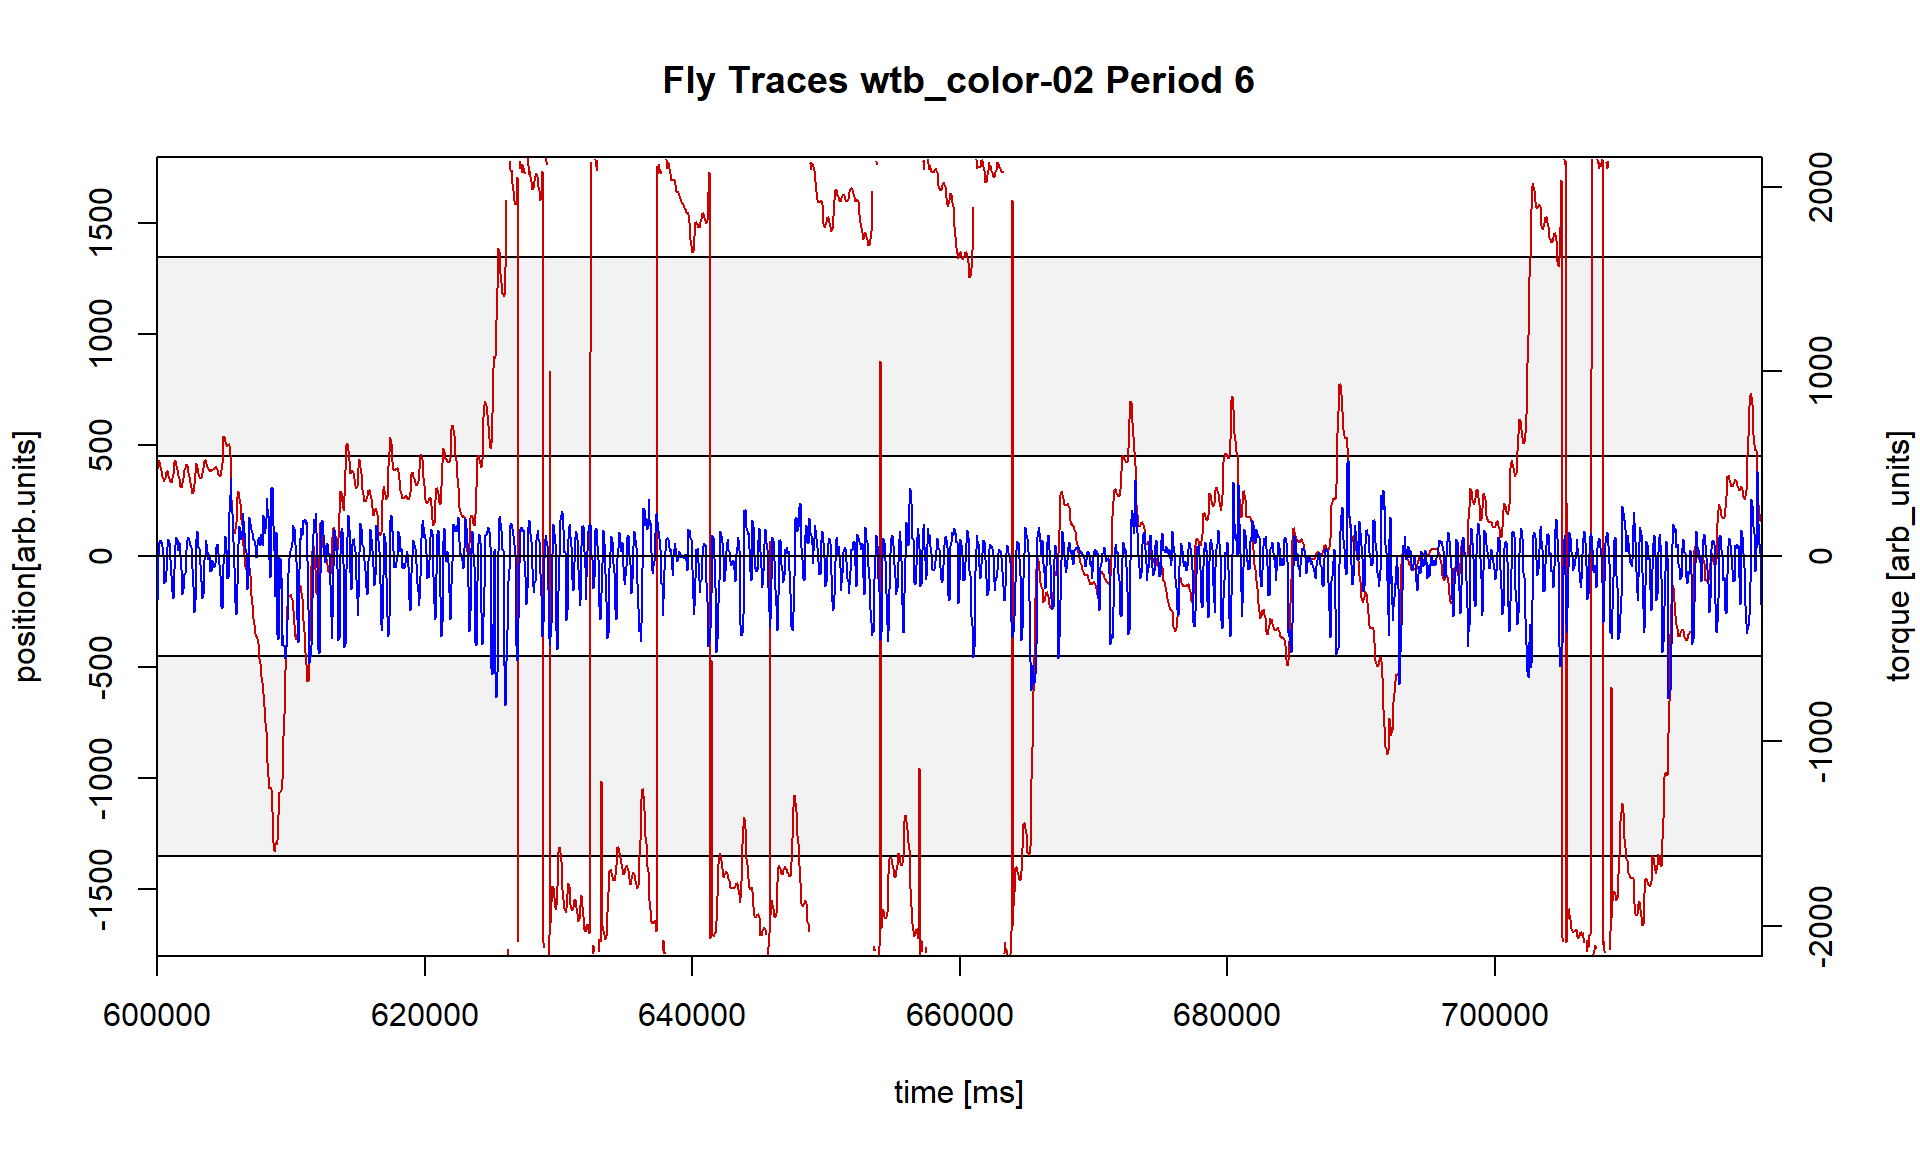 Fly Traces wtb_color-02 Period 6
position[arb.units]
1500
1000
500
0
-500
-1000
-1500
2000
1000
0
-1000
-2000
torque [arb_units]
600000 620000 640000 660000 680000 700000
time [ms]